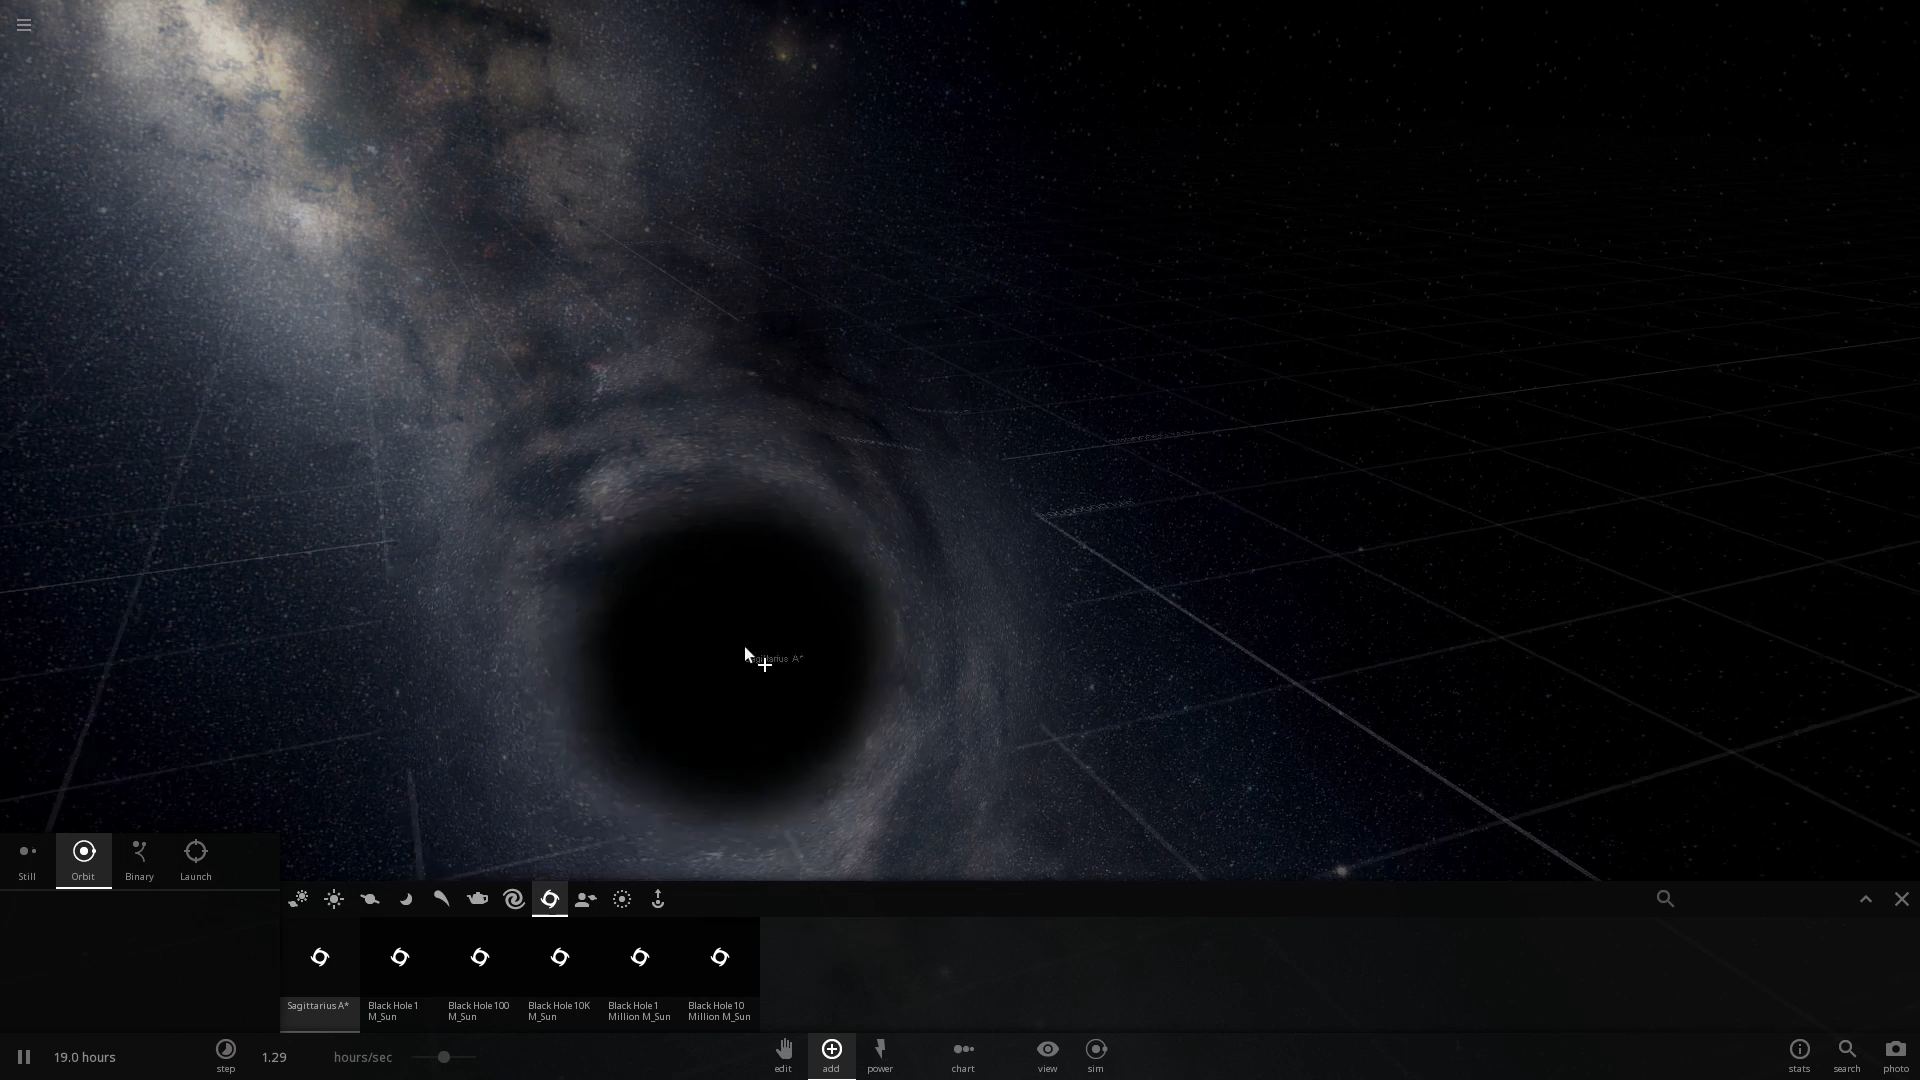 Sagittarius A*
Still
Orbit
Binary
Launch
Sagittarius A*
Black Hole 1
M_Sun
Black Hole 100
M_Sun
Black Hole 10K
M_Sun
Black Hole 1
Million M_Sun
Black Hole 10
Million M_Sun
19.0 hours
step
1.29
hours/sec
edit
add
power
chart
view
sim
stats
search
photo